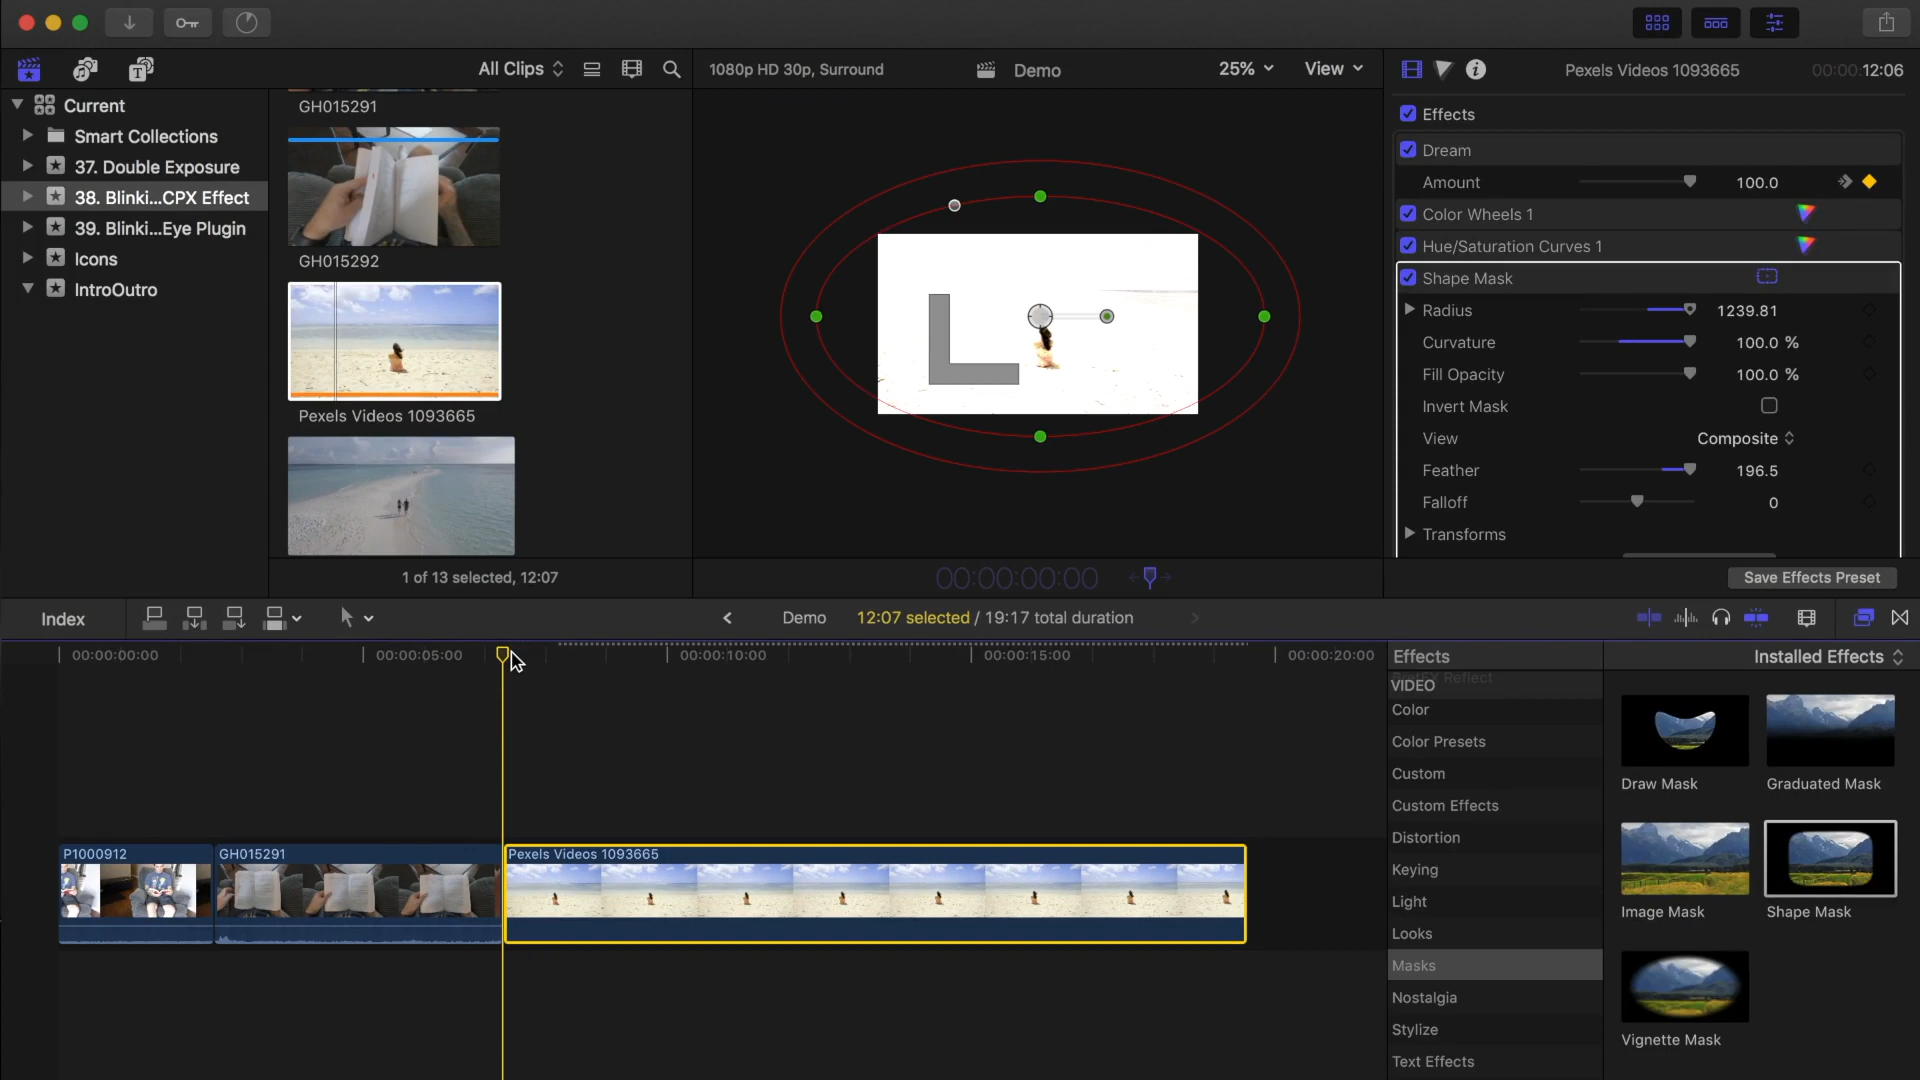 All Clips
1080p HD 30p, Surround
Demo
25%
View
Pexels Videos 1093665
00:00:12:06
Current
Smart Collections
37. Double Exposure
38. Blinki...CPX Effect
39. Blinki...Eye Plugin
Icons
IntroOutro
GH015291
GH015292
Pexels Videos 1093665
1 of 13 selected, 12:07
00:00:00:00
Effects
Dream
Amount 100.0
Color Wheels 1
Hue/Saturation Curves 1
Shape Mask
Radius 1239.81
Curvature 100.0 %
Fill Opacity 100.0 %
Invert Mask
View Composite
Feather 196.5
Falloff 0
Transforms
Save Effects Preset
Index
Demo
12:07 selected / 19:17 total duration
00:00:00:00
00:00:05:00
00:00:10:00
00:00:15:00
00:00:20:00
P1000912
GH015291
Pexels Videos 1093665
Effects
Installed Effects
VIDEO
Color
Color Presets
Custom
Custom Effects
Distortion
Keying
Light
Looks
Masks
Nostalgia
Stylize
Text Effects
Draw Mask
Graduated Mask
Image Mask
Shape Mask
Vignette Mask